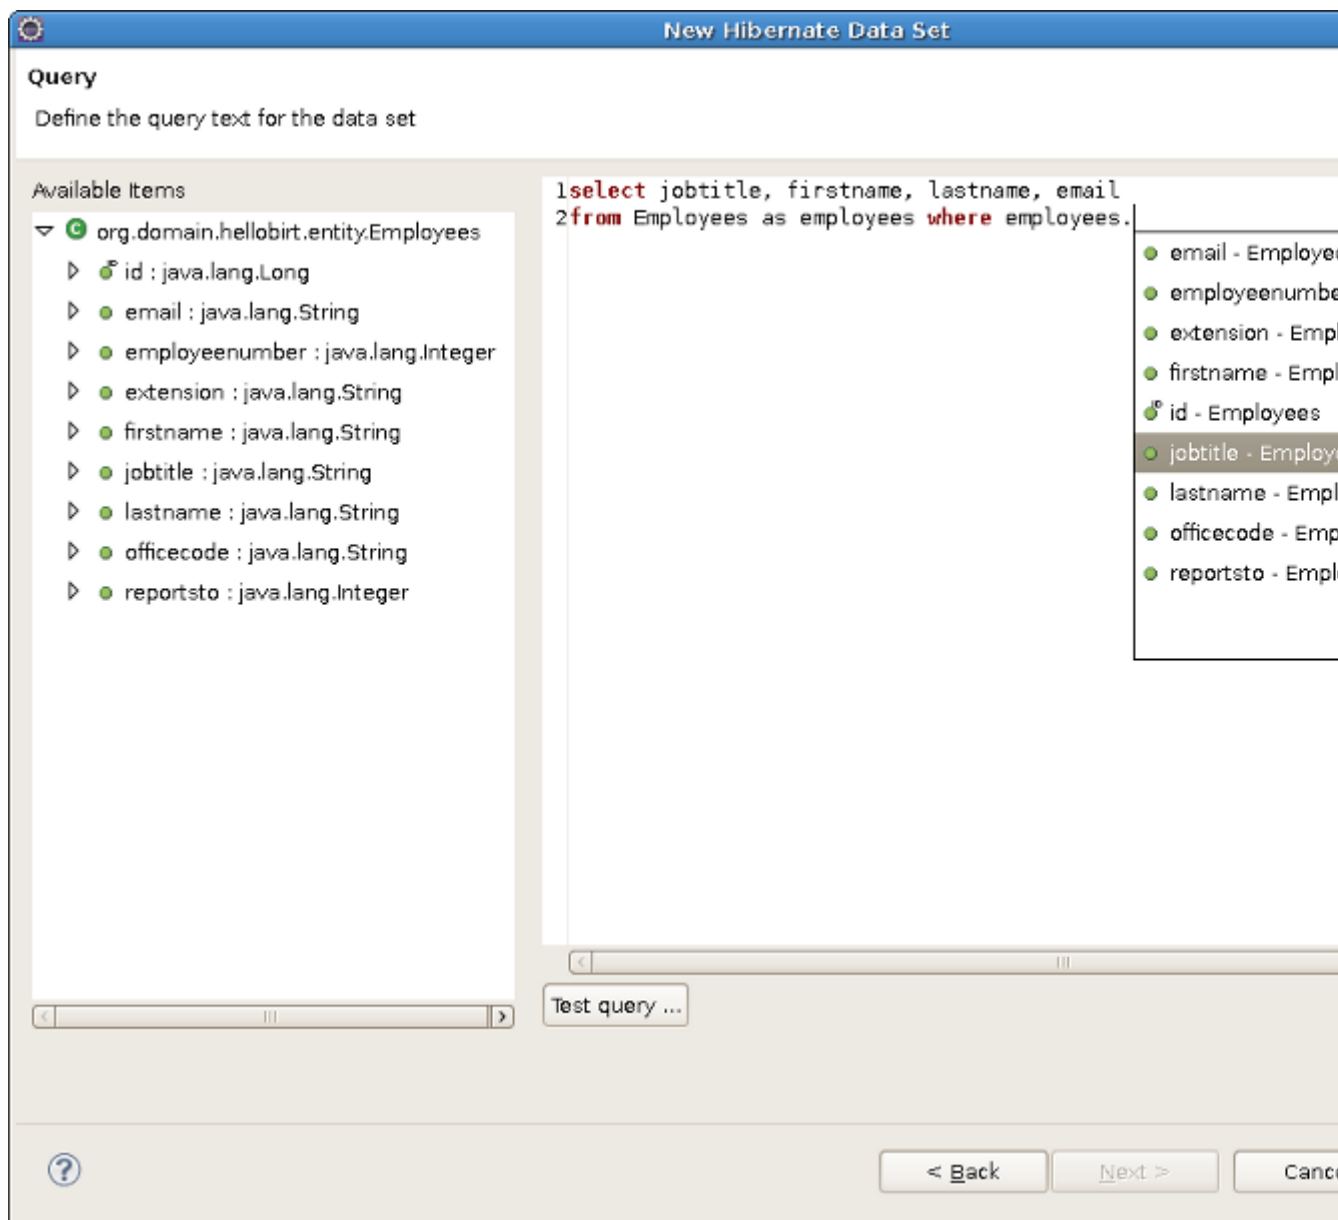 New Hibernate Data Set
Query
Define the query text for the data set
Available Items
org.domain.hellobirt.entity.Employees
id : java.lang.Long
email : java.lang.String
employeenumber : java.lang.Integer
extension : java.lang.String
firstname : java.lang.String
jobtitle : java.lang.String
lastname : java.lang.String
officecode : java.lang.String
reportsto : java.lang.Integer
1select jobtitle, firstname, lastname, email
2from Employees as employees where employees.
email -
employeenumbe
extension - Emp
firstname - Empl
id - Employees
jobtitle - Employe
lastname - Empl
officecode - Emp
reportsto - Empl
Test query ...
< Back
Next >
Canc